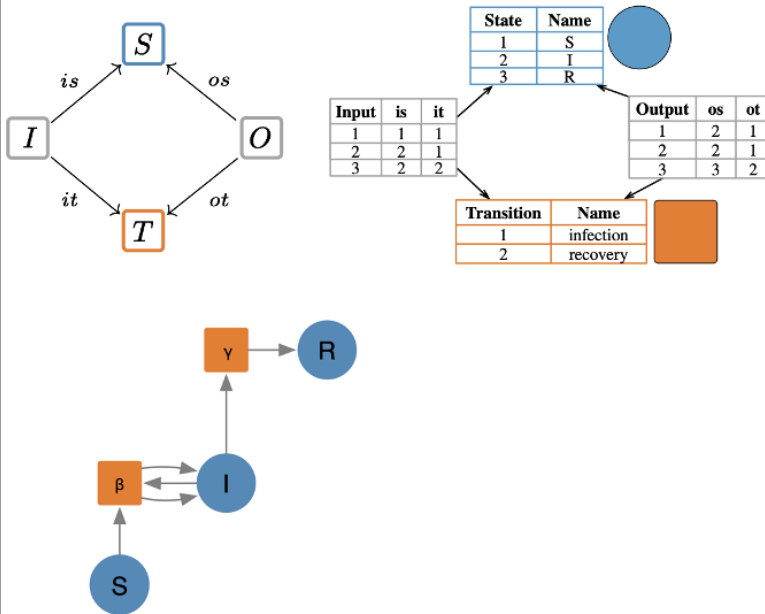 S
is
os
I
O
it
ot
T
State Name
1 S
2 I
3 R
Input is it
1 1 1
2 2 1
3 2 2
Output os ot
1 2 1
2 2 1
3 3 2
Transition Name
1 infection
2 recovery
γ
R
β
I
S